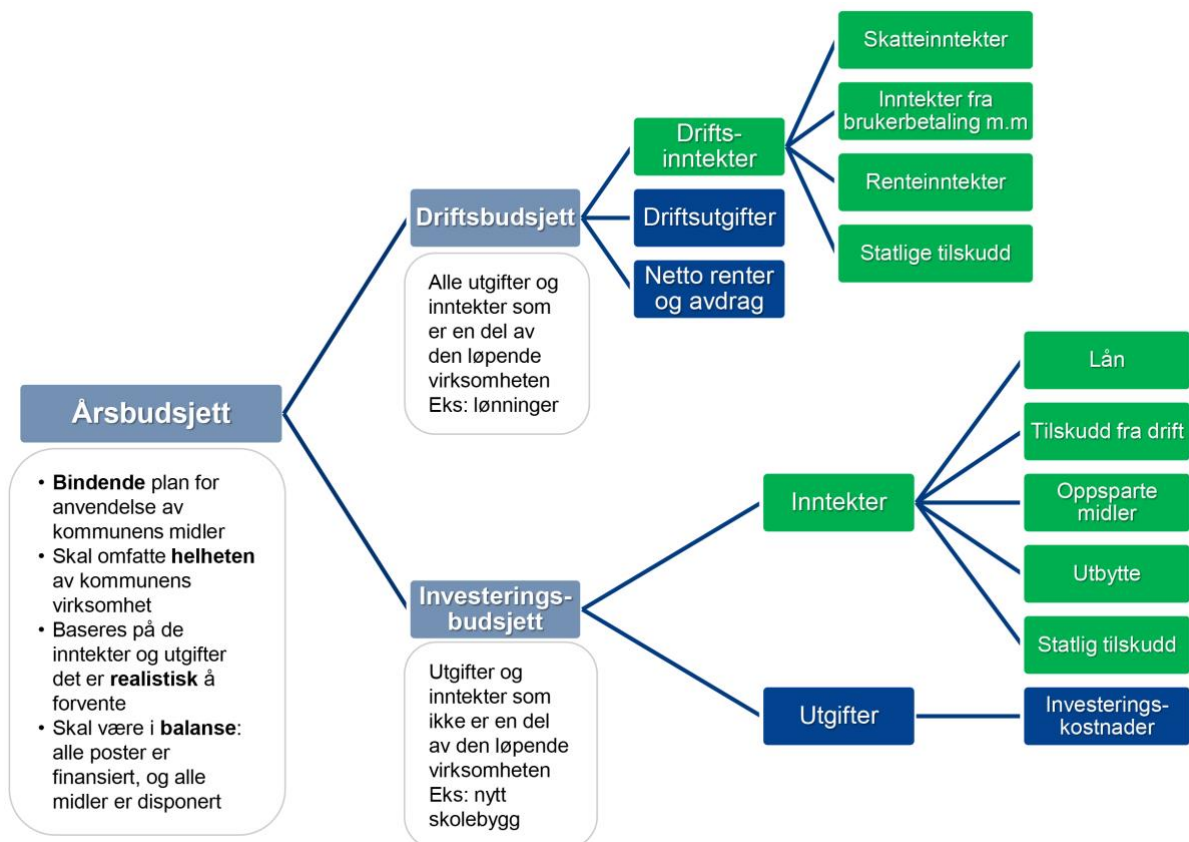 Årsbudsjett
• Bindende plan for
anvendelse av
kommunens midler
• Skal omfatte helheten
av kommunens
virksomhet
• Baseres på de
inntekter og utgifter
det er realistisk å
forvente
• Skal være i balanse:
alle poster er
finansiert, og alle
midler er disponert
Driftsbudsjett
Alle utgifter og
inntekter som
er en del av
den løpende
virksomheten
Eks: lønninger
Drifts-
inntekter
Driftsutgifter
Netto renter
og avdrag
Skatteinntekter
Inntekter fra
brukerbetaling m.m
Renteinntekter
Statlige tilskudd
Investerings-
budsjett
Utgifter og
inntekter som
ikke er en del
av den løpende
virksomheten
Eks: nytt
skolebygg
Inntekter
Lån
Tilskudd fra drift
Oppsparte
midler
Utbytte
Statlig tilskudd
Utgifter
Investerings-
kostnader